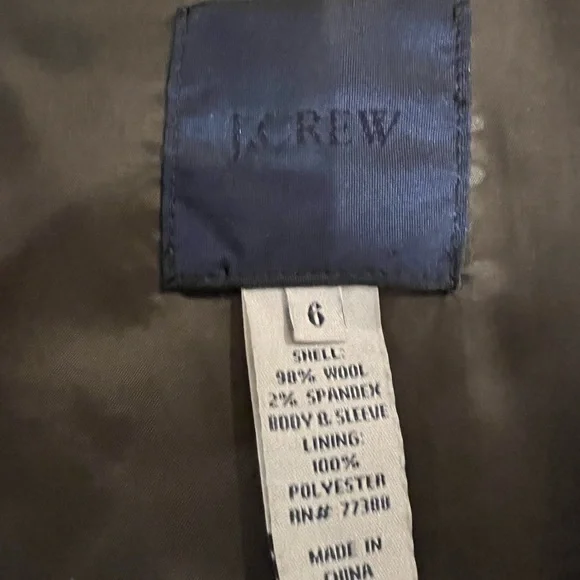 J.CREW
6
SHELL:
98% WOOL
2% SPANDEX
BODY & SLEEVE
LINING:
100%
POLYESTER
RN# 77388
MADE IN
CHINA